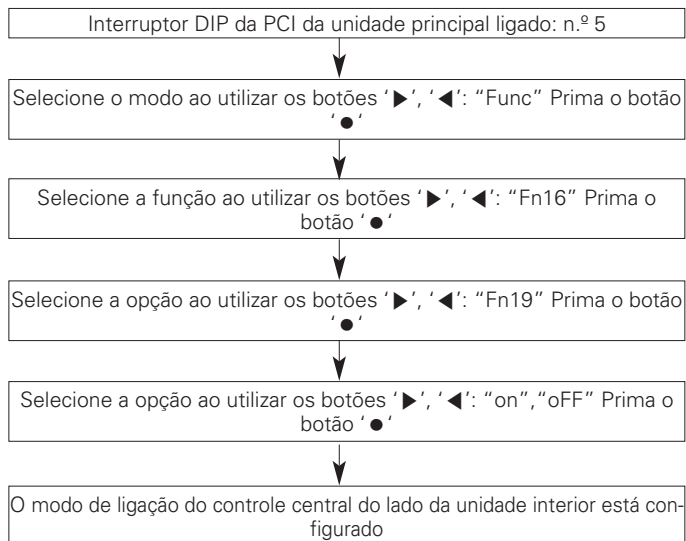 Interruptor DIP da PCI da unidade principal ligado: n.º 5
Selecione o modo ao utilizar os botões ‘▶’, ‘◀’: “Func” Prima o botão
‘ ● ‘
Selecione a função ao utilizar os botões ‘▶’, ‘◀’: “Fn16” Prima o
botão ‘ ● ‘
Selecione a opção ao utilizar os botões ‘▶’, ‘◀’: “Fn19” Prima o botão
‘ ● ‘
Selecione a opção ao utilizar os botões ‘▶’, ‘◀’: “on”,“oFF” Prima o
botão ‘ ● ‘
O modo de ligação do controle central do lado da unidade interior está con-
figurado